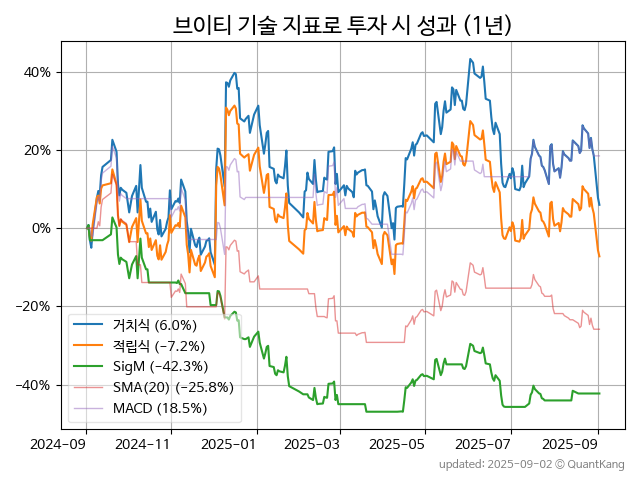 브이티 기술 지표로 투자 시 성과 (1년)
40%
20%
0%
−20%
−40%
거치식 (6.0%)
적립식 (−7.2%)
SigM (−42.3%)
SMA(20) (−25.8%)
MACD (18.5%)
2024-09 2024-11 2025-01 2025-03 2025-05 2025-07 2025-09
updated: 2025-09-02 © QuantKang